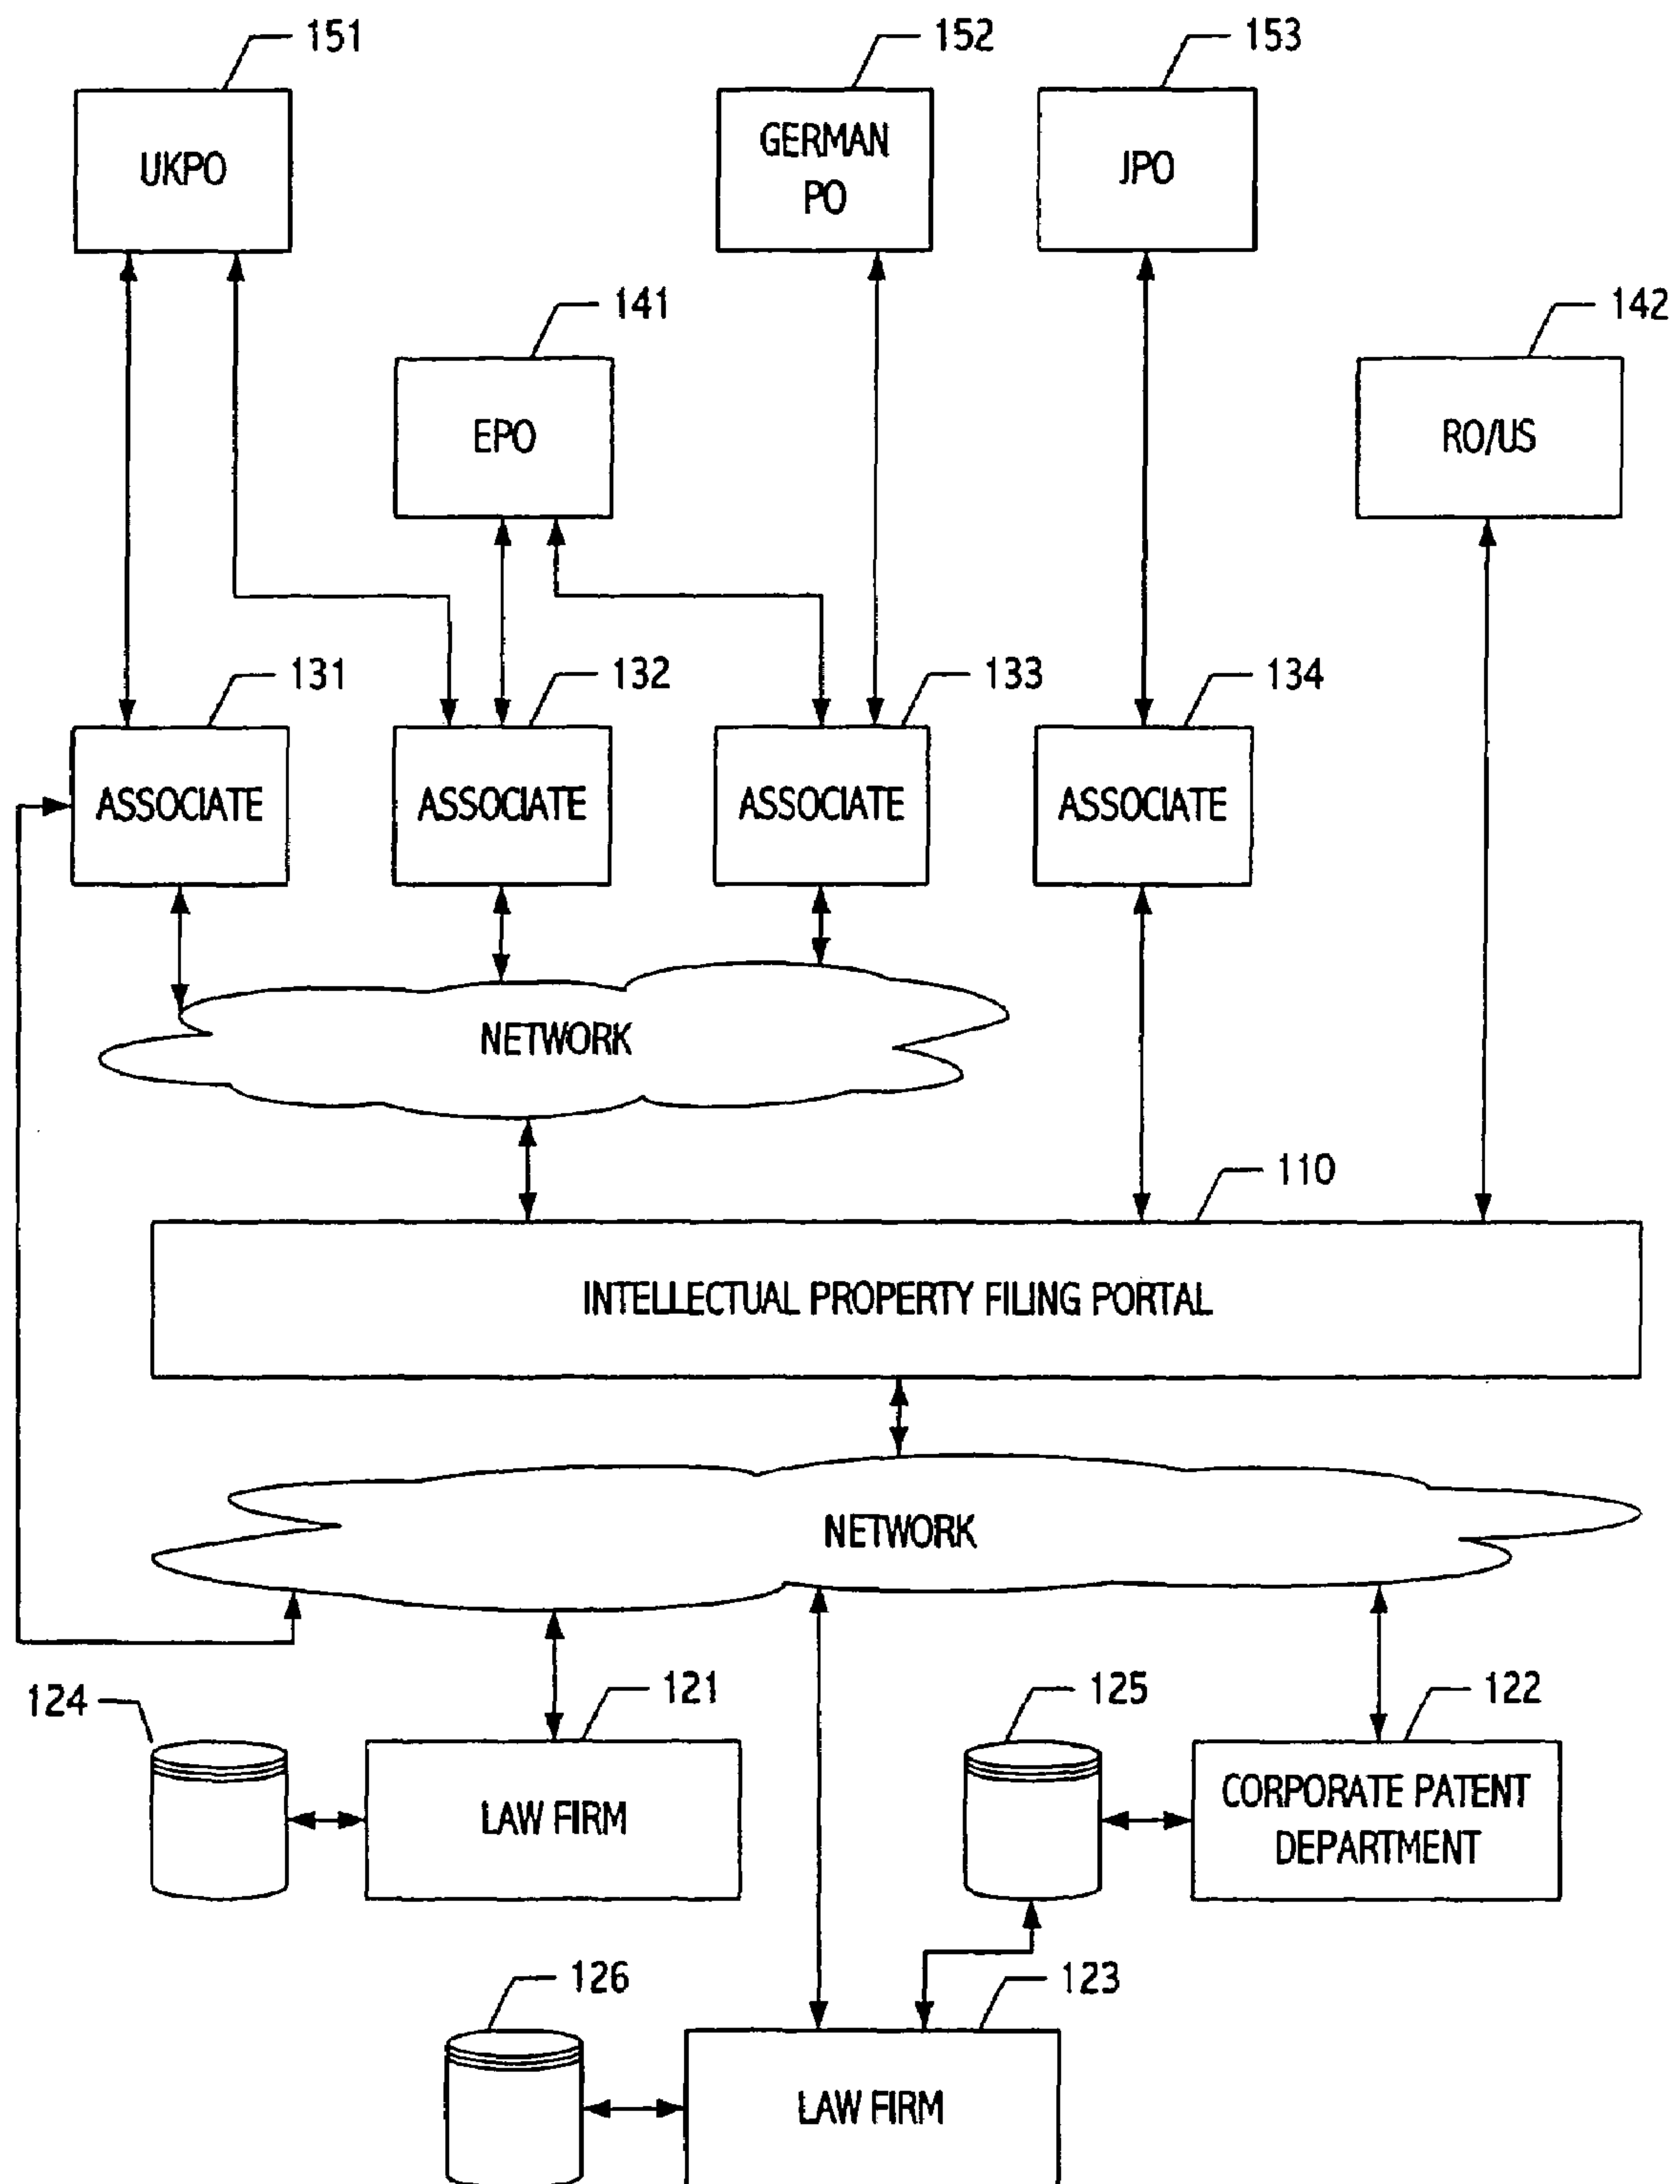 151
152
153
UKPO
GERMAN
PO
JPO
141
142
EPO
RO/US
131
132
133
134
ASSOCIATE
ASSOCIATE
ASSOCIATE
ASSOCIATE
NETWORK
110
INTELLECTUAL PROPERTY FILING PORTAL
NETWORK
124
121
125
122
LAW FIRM
CORPORATE PATENT
DEPARTMENT
126
123
LAW FIRM